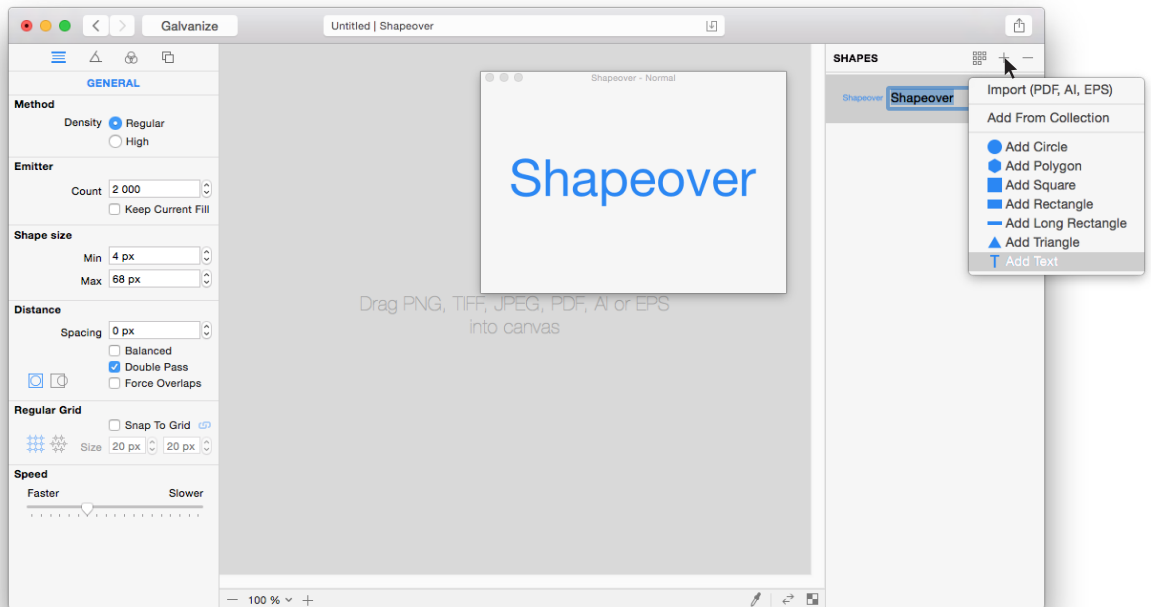 Galvanize
Untitled | Shapeover
GENERAL
Method
Density Regular
High
Emitter
Count 2 000
Keep Current Fill
Shape size
Min 4 px
Max 68 px
Distance
Spacing 0 px
Balanced
Double Pass
Force Overlaps
Regular Grid
Snap To Grid
Size 20 px 20 px
Speed
Faster Slower
Shapeover - Normal
Shapeover
Drag PNG, TIFF, JPEG, PDF, AI or EPS
into canvas
100 %
SHAPES
Shapeover Shapeover
Import (PDF, AI, EPS)
Add From Collection
Add Circle
Add Polygon
Add Square
Add Rectangle
Add Long Rectangle
Add Triangle
T Add Text